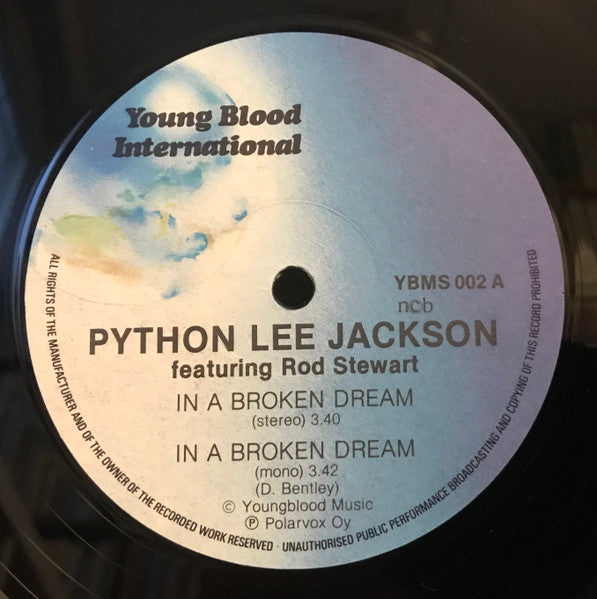 Young Blood
International
YBMS 002 A
ncb
PYTHON LEE JACKSON
featuring Rod Stewart
IN A BROKEN DREAM
(stereo) 3.40
IN A BROKEN DREAM
(mono) 3.42
(D. Bentley)
© Youngblood Music
℗ Polarvox Oy
ALL RIGHTS OF THE MANUFACTURER AND OF THE OWNER OF THE RECORDED WORK RESERVED · UNAUTHORISED PUBLIC PERFORMANCE BROADCASTING AND COPYING OF THIS RECORD PROHIBITED